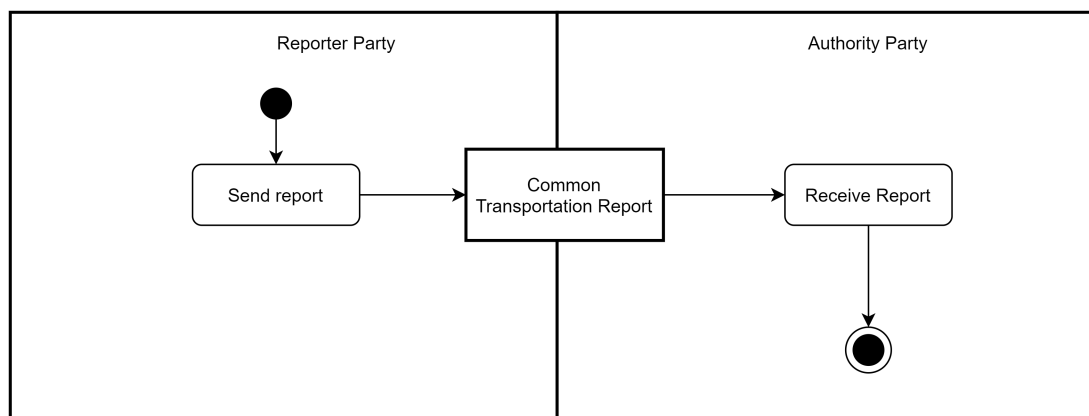 Reporter Party
Authority Party
Send report
Common
Transportation Report
Receive Report